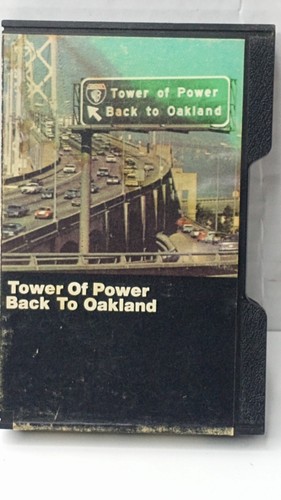 Tower of Power
Back to Oakland
Tower Of Power
Back To Oakland